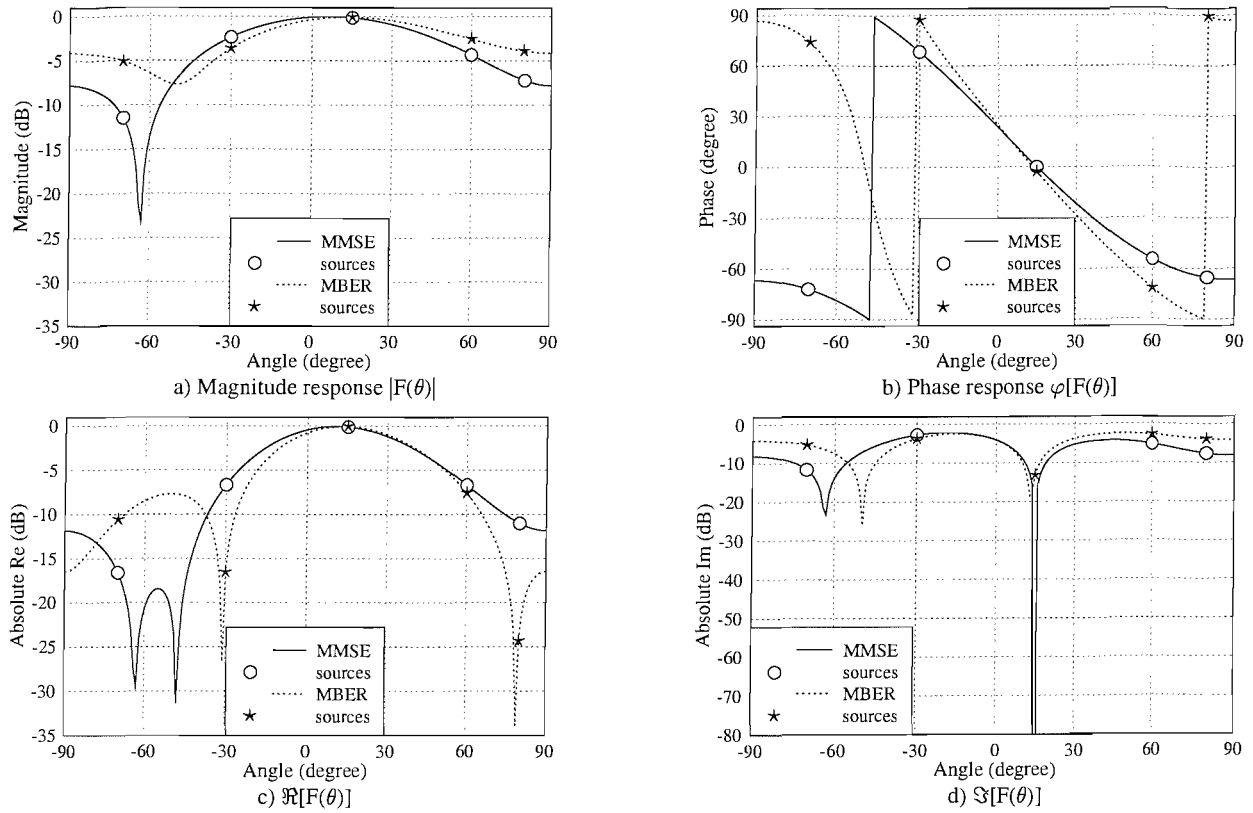 0
-5
-10
-15
-20
-25
-30
-35
Magnitude (dB)
MMSE
sources
MBER
sources
-90
-60
-30
0
30
60
90
Angle (degree)
a) Magnitude response |F(θ)|
90
60
30
0
-30
-60
-90
Phase (degree)
MMSE
sources
MBER
sources
-90
-60
-30
0
30
60
90
Angle (degree)
b) Phase response φ[F(θ)]
0
-5
-10
-15
-20
-25
-30
-35
Absolute Re (dB)
MMSE
sources
MBER
sources
-90
-60
-30
0
30
60
90
Angle (degree)
c) ℜ[F(θ)]
0
-10
-20
-30
-40
-50
-60
-70
-80
Absolute Im (dB)
MMSE
sources
MBER
sources
-90
-60
-30
0
30
60
90
Angle (degree)
d) ℑ[F(θ)]